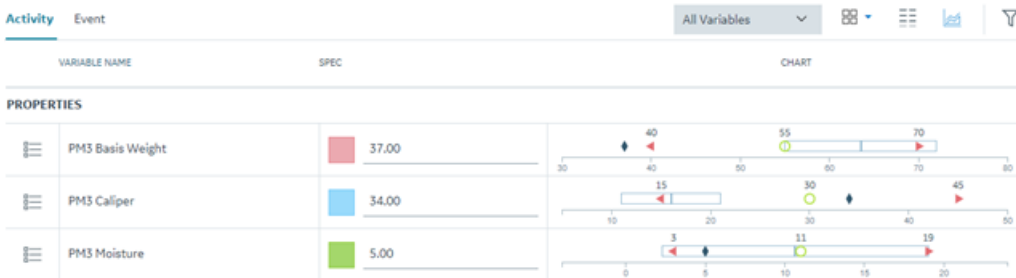 Activity Event All Variables
VARIABLE NAME SPEC CHART
PROPERTIES
40 55 70
PM3 Basis Weight 37.00
30 40 50 60 70 80
15 30 45
PM3 Caliper 34.00
10 20 30 40 50
3 11 19
PM3 Moisture 5.00
0 5 10 15 20